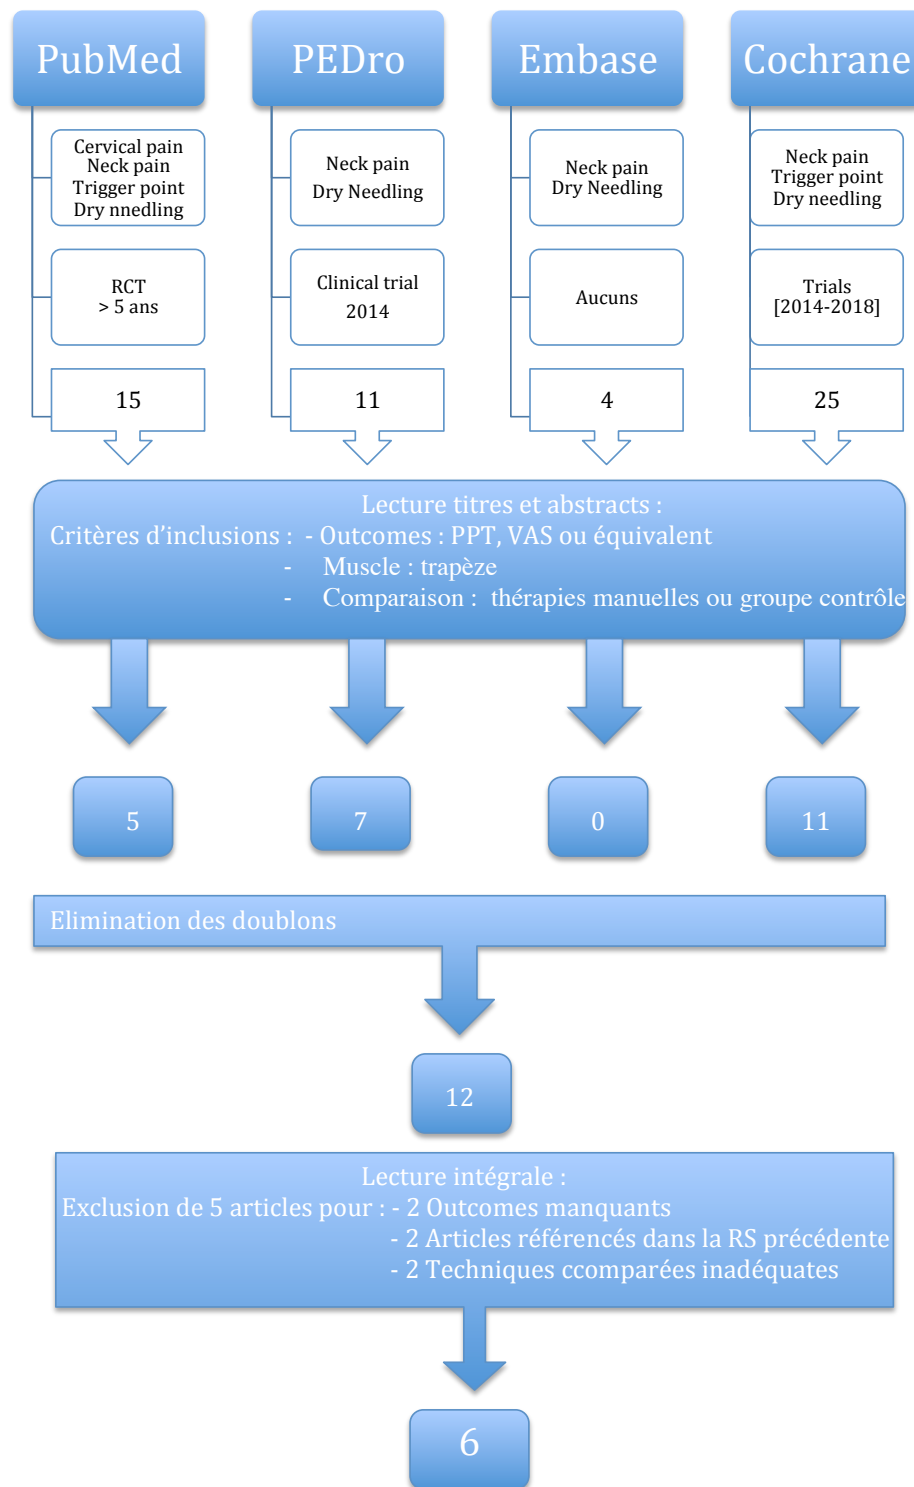 PubMed
PEDro
Embase
Cochrane
Cervical pain
Neck pain
Trigger point
Dry nnedling
Neck pain
Dry Needling
Neck pain
Dry Needling
Neck pain
Trigger point
Dry needling
RCT
> 5 ans
Clinical trial
2014
Aucuns
Trials
[2014-2018]
15
11
4
25
Lecture titres et abstracts :
Critères d'inclusions : - Outcomes : PPT, VAS ou équivalent
- Muscle : trapèze
- Comparaison : thérapies manuelles ou groupe contrôle
5
7
0
11
Elimination des doublons
12
Lecture intégrale :
Exclusion de 5 articles pour : - 2 Outcomes manquants
- 2 Articles référencés dans la RS précédente
- 2 Techniques ccomparées inadéquates
6